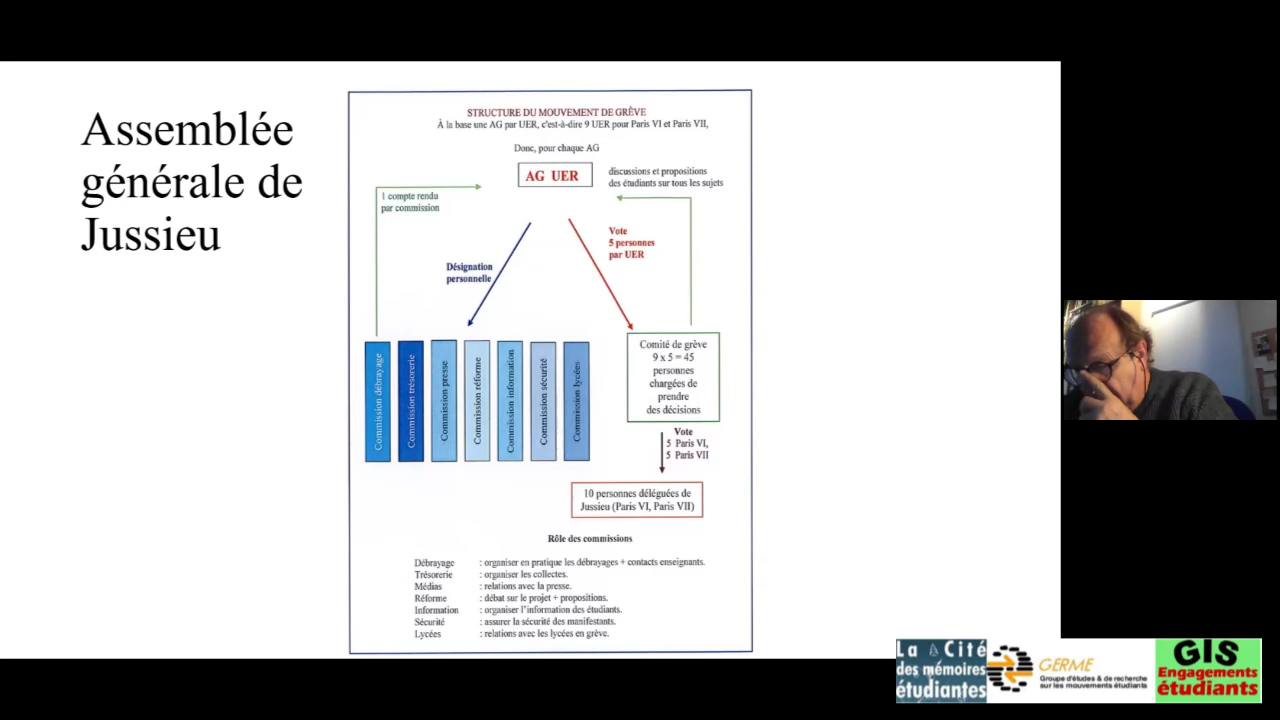 Assemblée
générale de
Jussieu
STRUCTURE DU MOUVEMENT DE GRÈVE
À la base une AG par UER, c'est-à-dire 9 UER pour Paris VI et Paris VII,
Donc, pour chaque AG
AG UER
discussions et propositions
des étudiants sur tous les sujets
1 compte rendu
par commission
Vote
5 personnes
par UER
Désignation
personnelle
Commission débrayage
Commission trésorerie
Commission presse
Commission réforme
Commission information
Commission sécurité
Commission lycées
Comité de grève
9 x 5 = 45
personnes
chargées de
prendre
des décisions
Vote
5 Paris VI,
5 Paris VII
10 personnes déléguées de
Jussieu (Paris VI, Paris VII)
Rôle des commissions
Débrayage : organiser en pratique les débrayages + contacts enseignants.
Trésorerie : organiser les collectes.
Médias : relations avec la presse.
Réforme : débat sur le projet + propositions.
Information : organiser l'information des étudiants.
Sécurité : assurer la sécurité des manifestants.
Lycées : relations avec les lycées en grève.
La Cité
des mémoires
étudiantes
GERME
Groupe d'études & de recherche
sur les mouvements étudiants
GIS
Engagements
étudiants